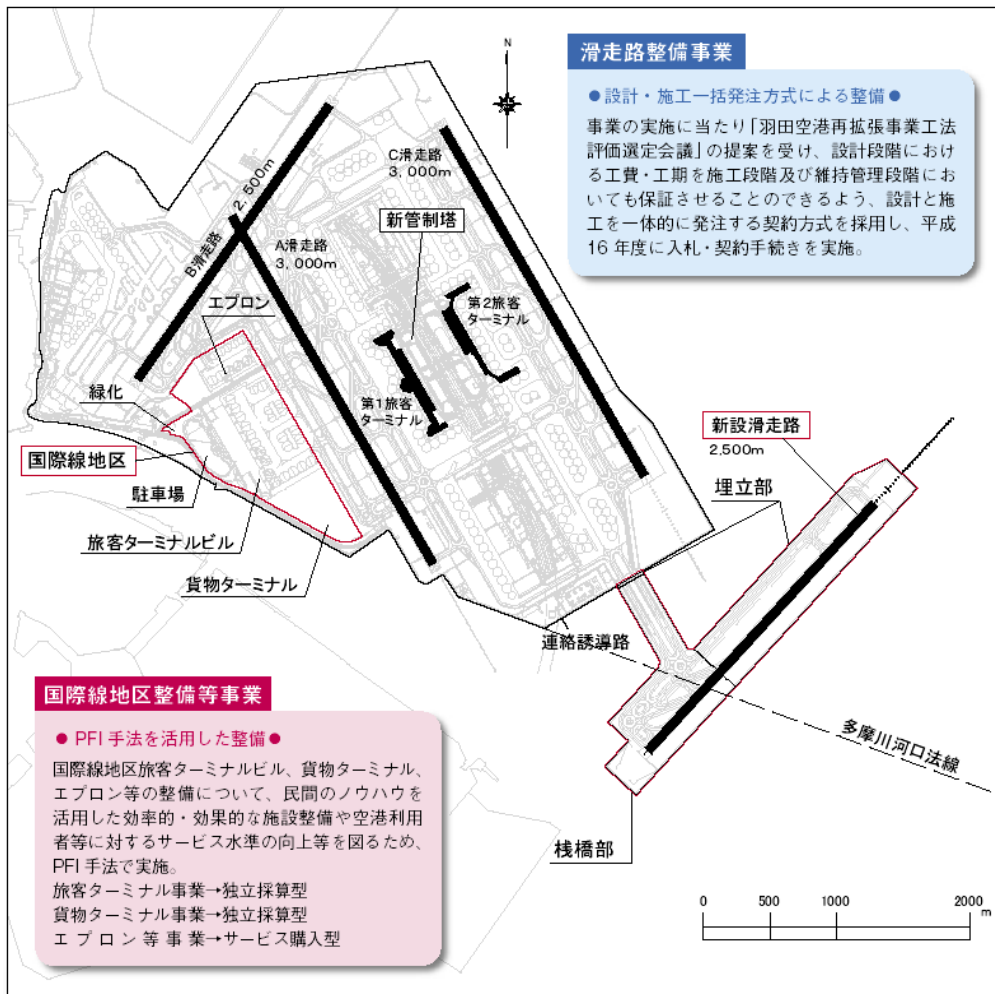 滑走路整備事業
●設計・施工一括発注方式による整備●
事業の実施に当たり「羽田空港再拡張事業工法
評価選定会議」の提案を受け、設計段階における
工費・工期を施工段階及び維持管理段階にお
いても保証させることのできるよう、設計と施
工を一体的に発注する契約方式を採用し、平成
16年度に入札・契約手続きを実施。
N
C滑走路
3,000m
B滑走路 2,500m
新管制塔
A滑走路
3,000m
エプロン
第2旅客
ターミナル
第1旅客
ターミナル
緑化
国際線地区
駐車場
旅客ターミナルビル
貨物ターミナル
新設滑走路
2,500m
埋立部
連絡誘導路
多摩川河口法線
桟橋部
国際線地区整備等事業
●PFI手法を活用した整備●
国際線地区旅客ターミナルビル、貨物ターミナル、
エプロン等の整備について、民間のノウハウを
活用した効率的・効果的な施設整備や空港利用
者等に対するサービス水準の向上等を図るため、
PFI手法で実施。
旅客ターミナル事業→独立採算型
貨物ターミナル事業→独立採算型
エプロン等事業→サービス購入型
0 500 1000 2000
m